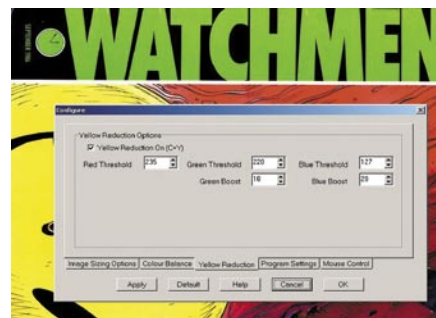 SEPTEMBER 1986
WATCHMEN
Configure
Yellow Reduction Options
Yellow Reduction On (C+Y)
Red Threshold 235 Green Threshold 220 Blue Threshold 127
Green Boost 18 Blue Boost 20
Image Sizing Options Colour Balance Yellow Reduction Program Settings Mouse Control
Apply Default Help Cancel OK